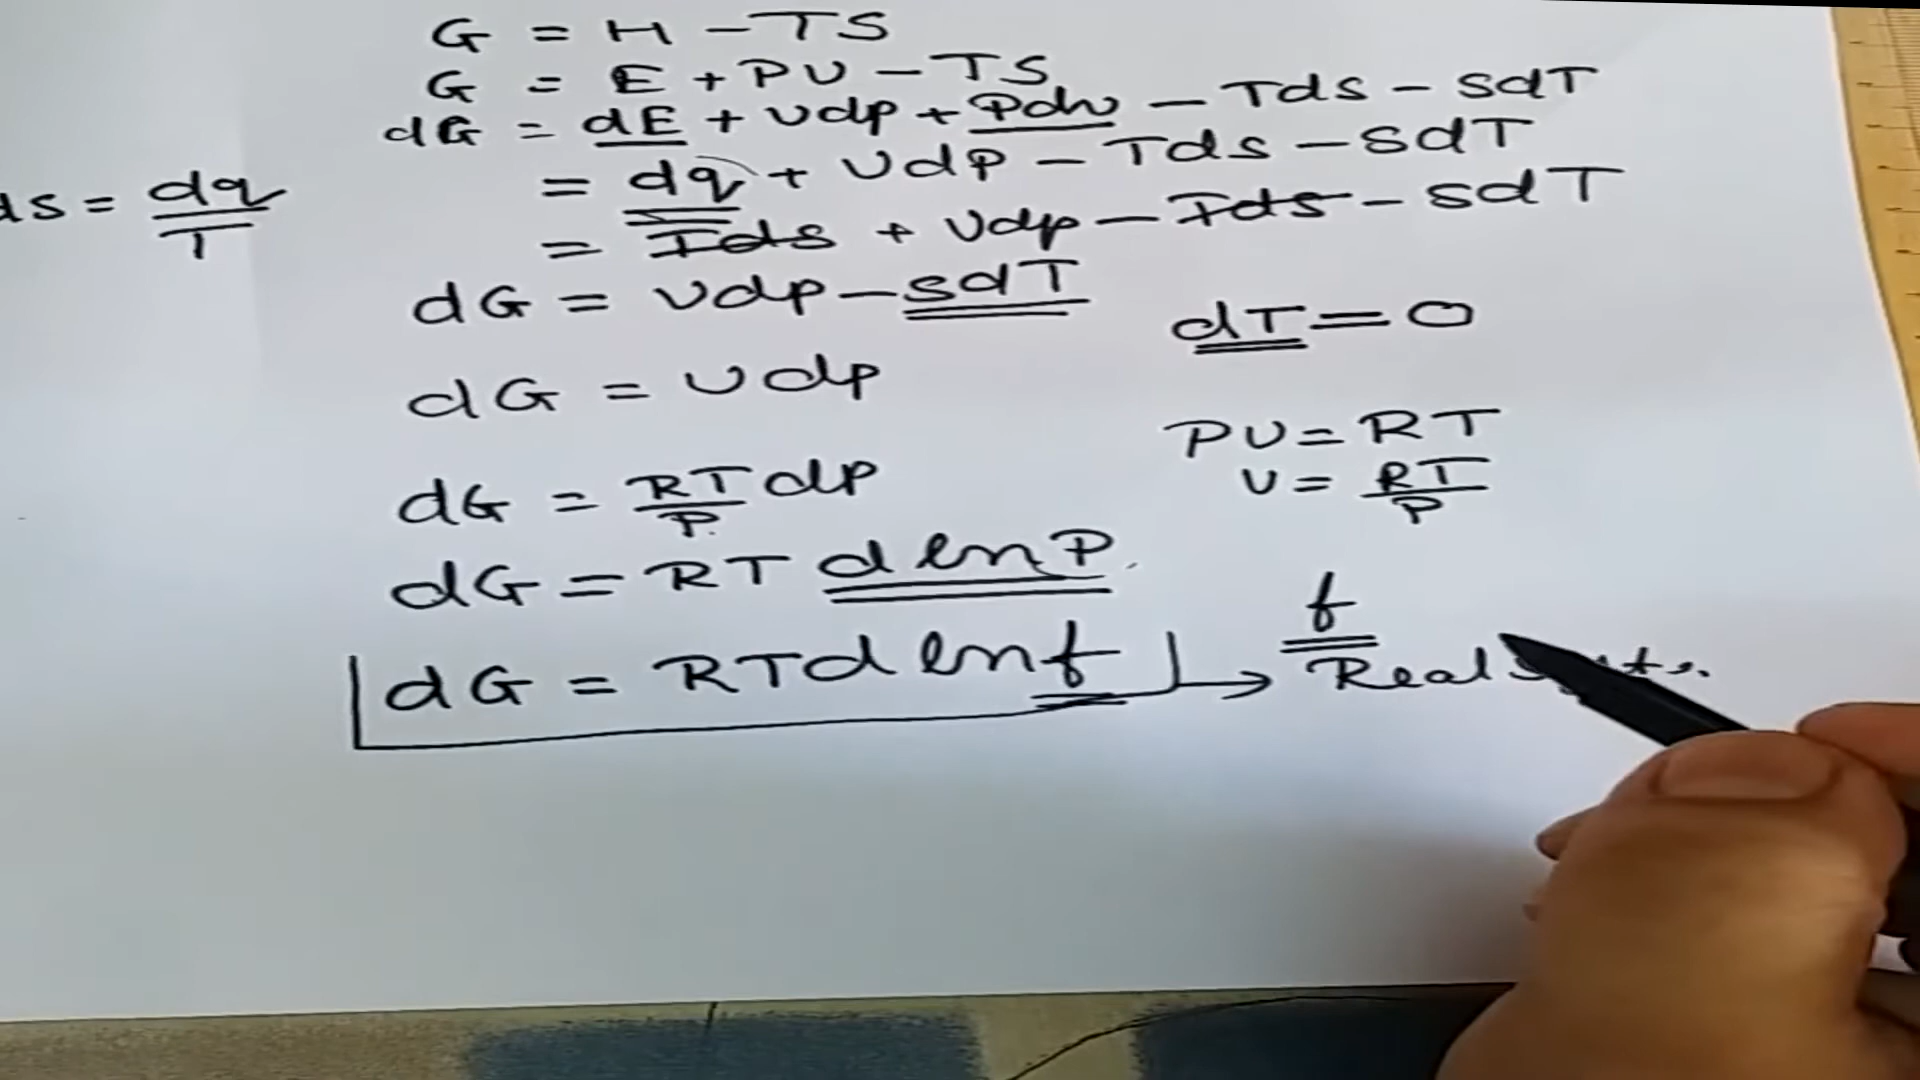 G = H - TS
G = E + PV - TS
dG = dE + Vdp + Pdv - Tds - SdT
= dq + Vdp - Tds - SdT
ds = dq/T
= Tds + Vdp - Tds - SdT
dG = Vdp - SdT
dT = 0
dG = Vdp
PV = RT
V = RT/P
dG = RT/P dp
dG = RT d ln P
f
dG = RT d ln f
Real